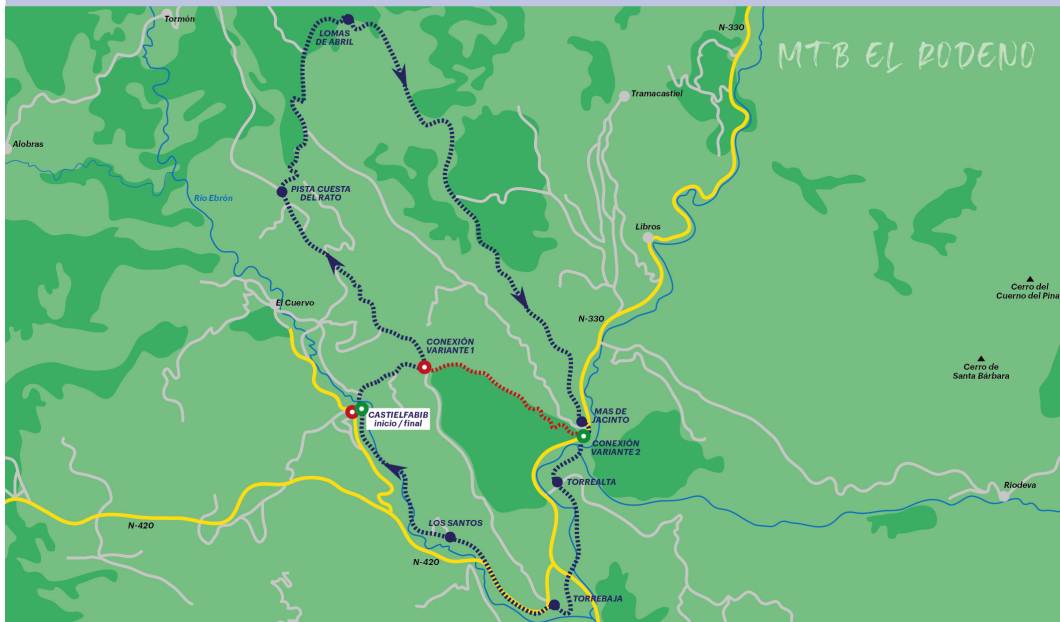 Tormón
LOMAS
DE ABRIL
N-330
MTB EL RODENO
Tramacastiel
Alobras
PISTA CUESTA
DEL RATO
Río Ebrón
Libros
Cerro del
Cuerno del Pina
El Cuervo
N-330
CONEXIÓN
VARIANTE 1
Cerro de
Santa Bárbara
CASTIELFABIB
inicio / final
MAS DE
JACINTO
CONEXIÓN
VARIANTE 2
TORREALTA
Riodeva
N-420
LOS SANTOS
N-420
TORREBAJA